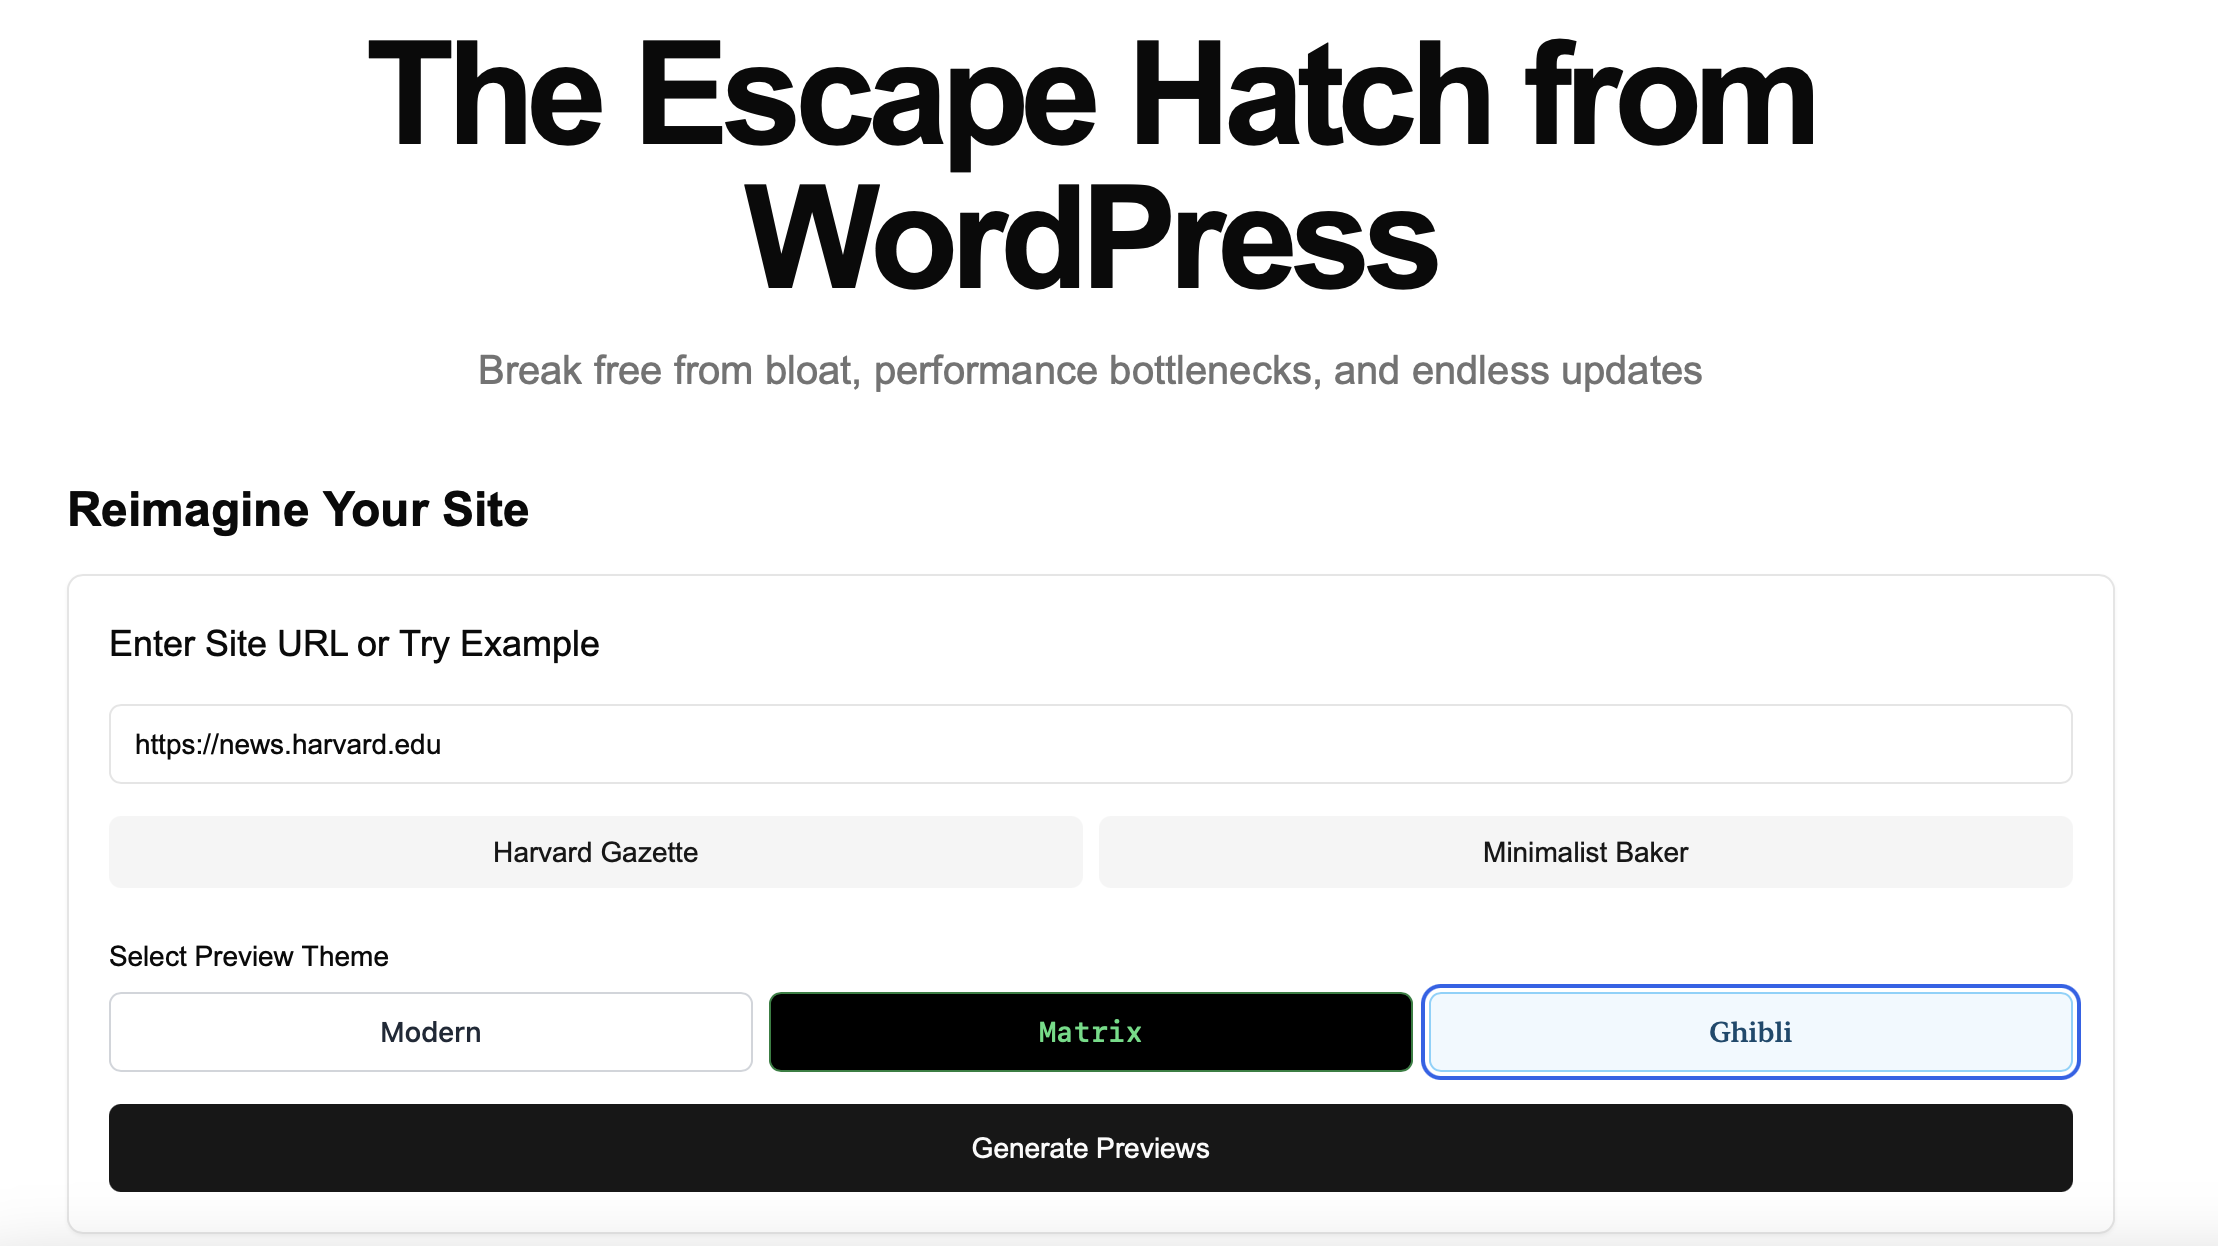 The Escape Hatch from
WordPress
Break free from bloat, performance bottlenecks, and endless updates
Reimagine Your Site
Enter Site URL or Try Example
https://news.harvard.edu
Harvard Gazette
Minimalist Baker
Select Preview Theme
Modern
Matrix
Ghibli
Generate Previews